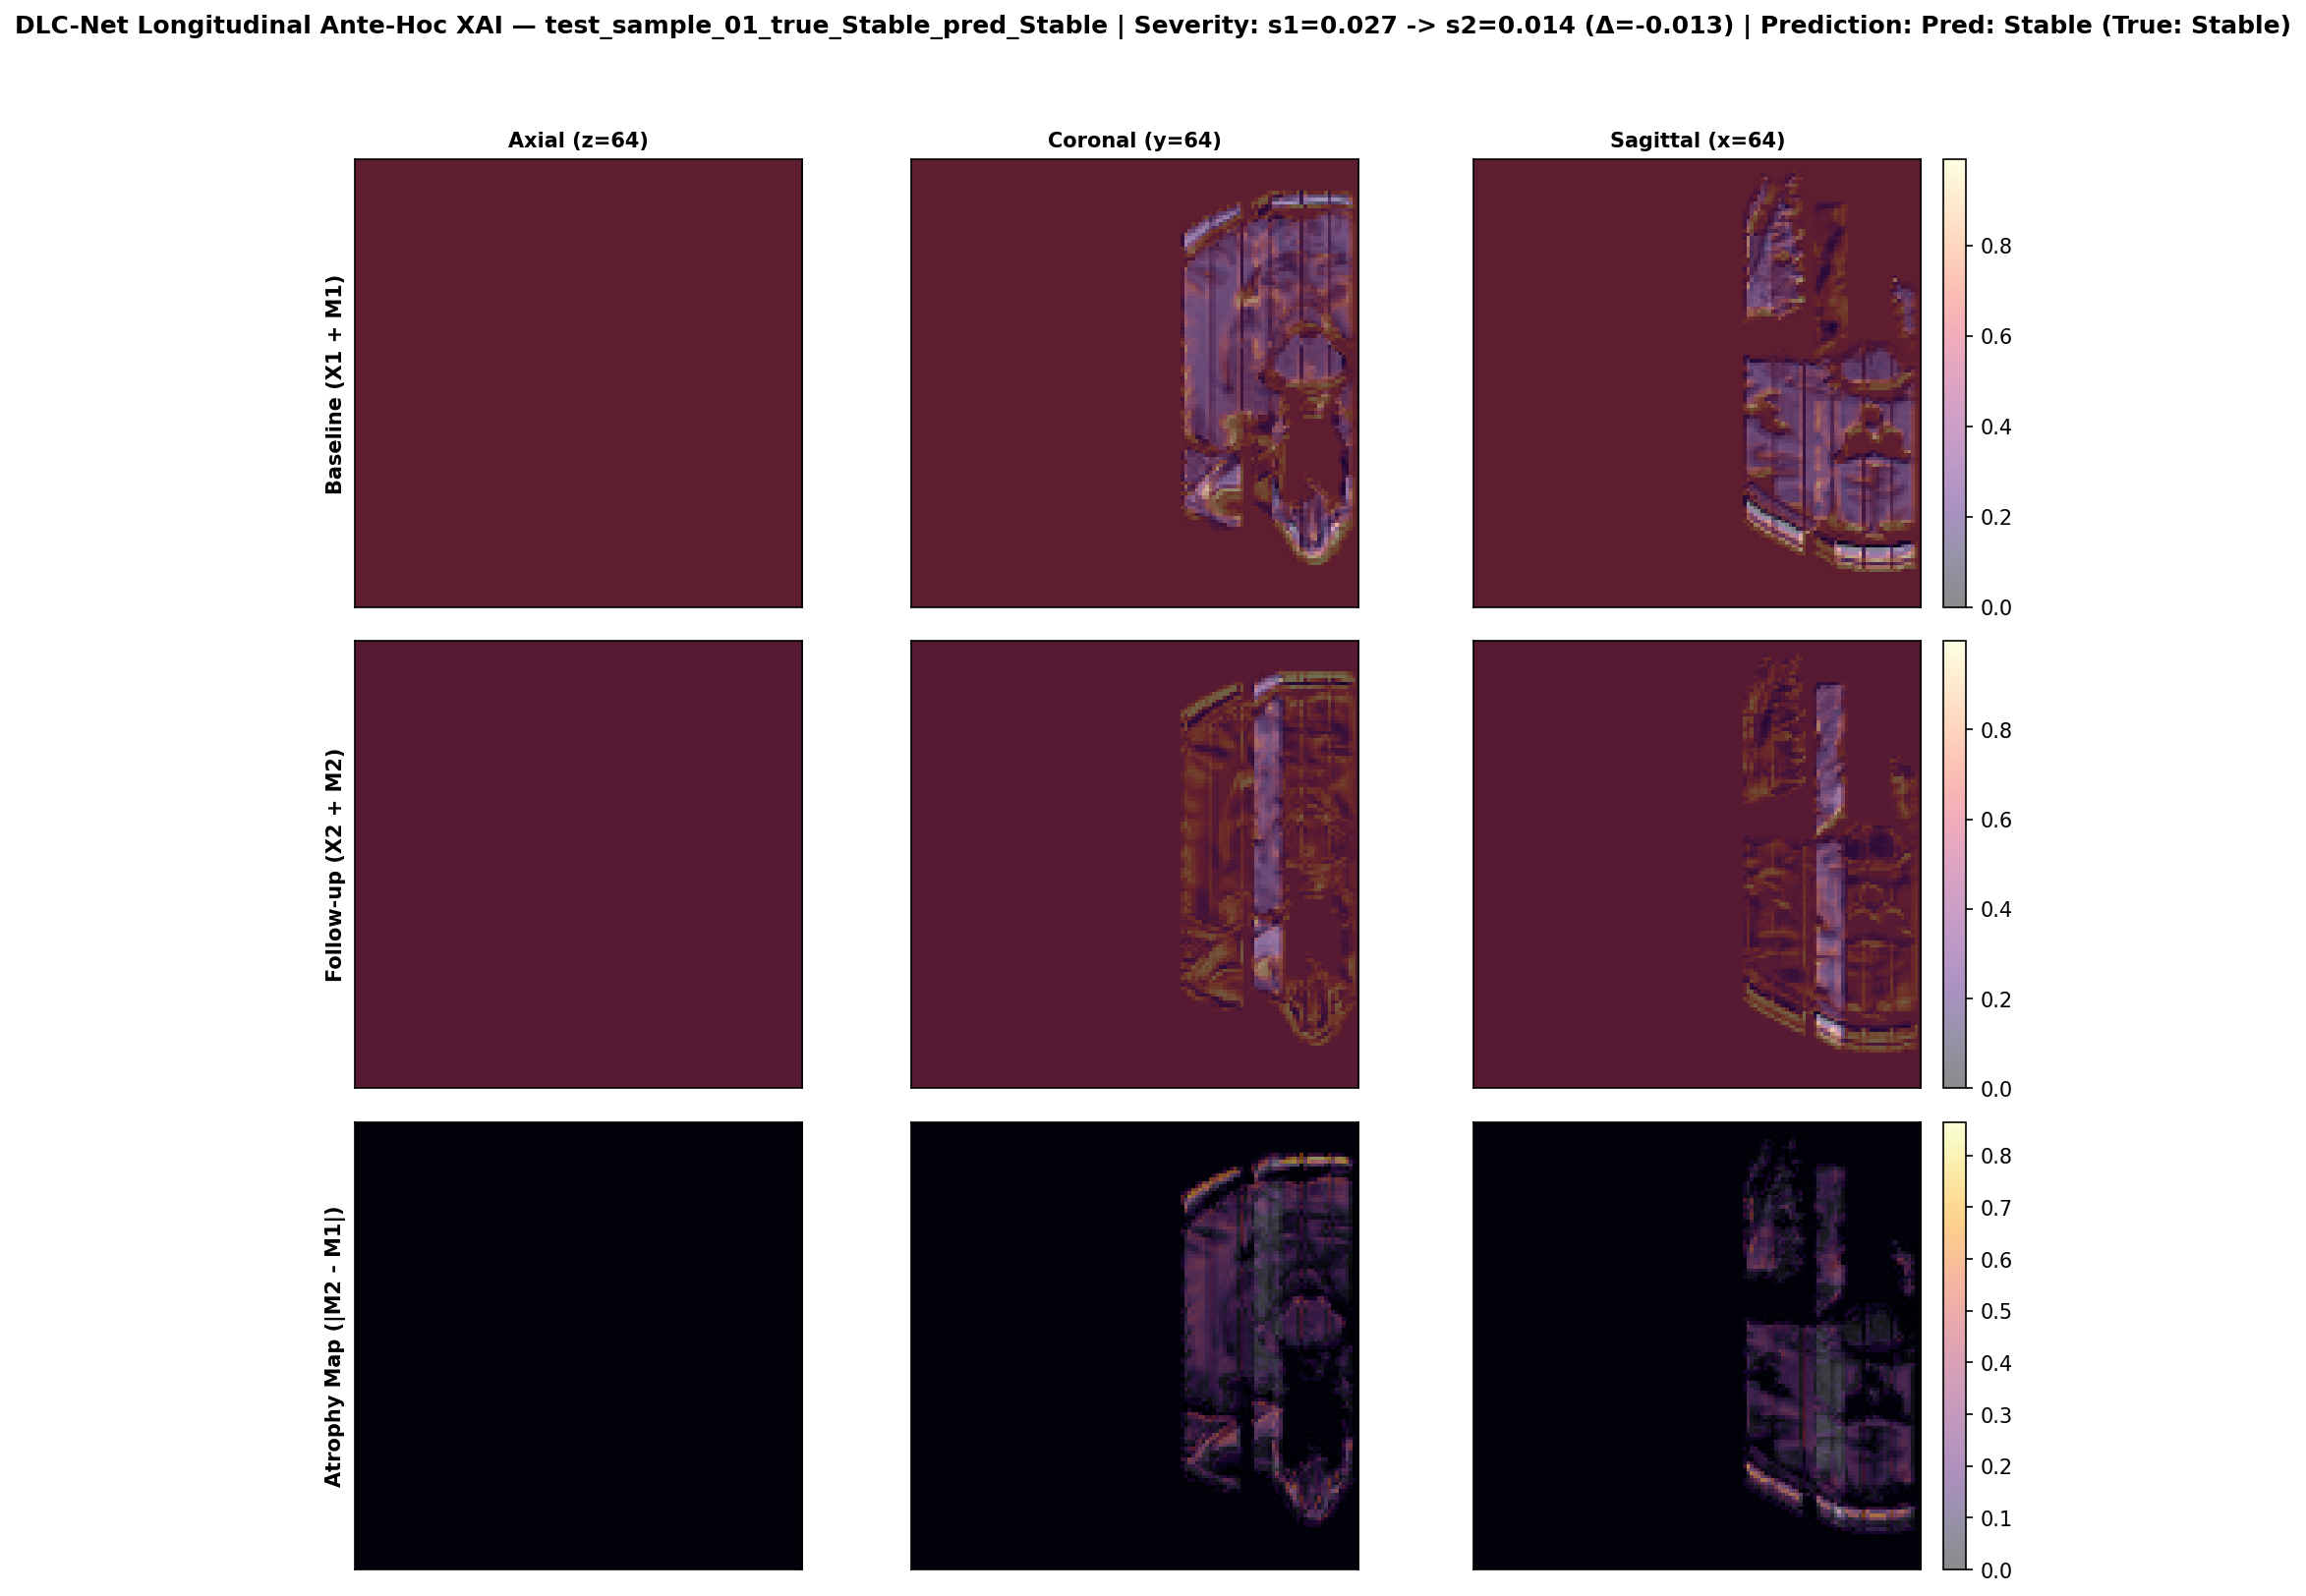 DLC-Net Longitudinal Ante-Hoc XAI — test_sample_01_true_Stable_pred_Stable | Severity: s1=0.027 -> s2=0.014 (Δ=-0.013) | Prediction: Pred: Stable (True: Stable)
Axial (z=64)
Coronal (y=64)
Sagittal (x=64)
Baseline (X1 + M1)
0.8
0.6
0.4
0.2
0.0
Follow-up (X2 + M2)
0.8
0.6
0.4
0.2
0.0
Atrophy Map (|M2 - M1|)
0.8
0.7
0.6
0.5
0.4
0.3
0.2
0.1
0.0